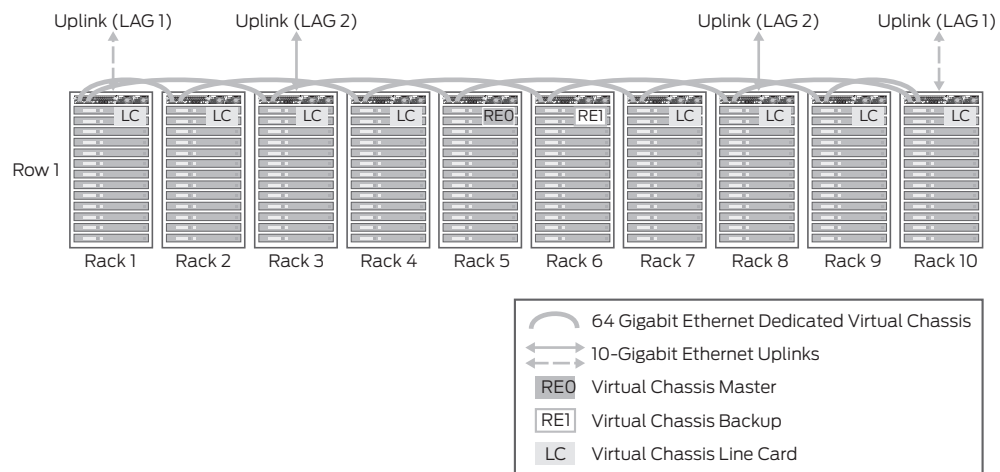 Uplink (LAG 1) Uplink (LAG 2) Uplink (LAG 2) Uplink (LAG 1)
LC LC LC LC RE0 RE1 LC LC LC LC
Row 1
Rack 1 Rack 2 Rack 3 Rack 4 Rack 5 Rack 6 Rack 7 Rack 8 Rack 9 Rack 10
64 Gigabit Ethernet Dedicated Virtual Chassis
10-Gigabit Ethernet Uplinks
RE0 Virtual Chassis Master
RE1 Virtual Chassis Backup
LC Virtual Chassis Line Card